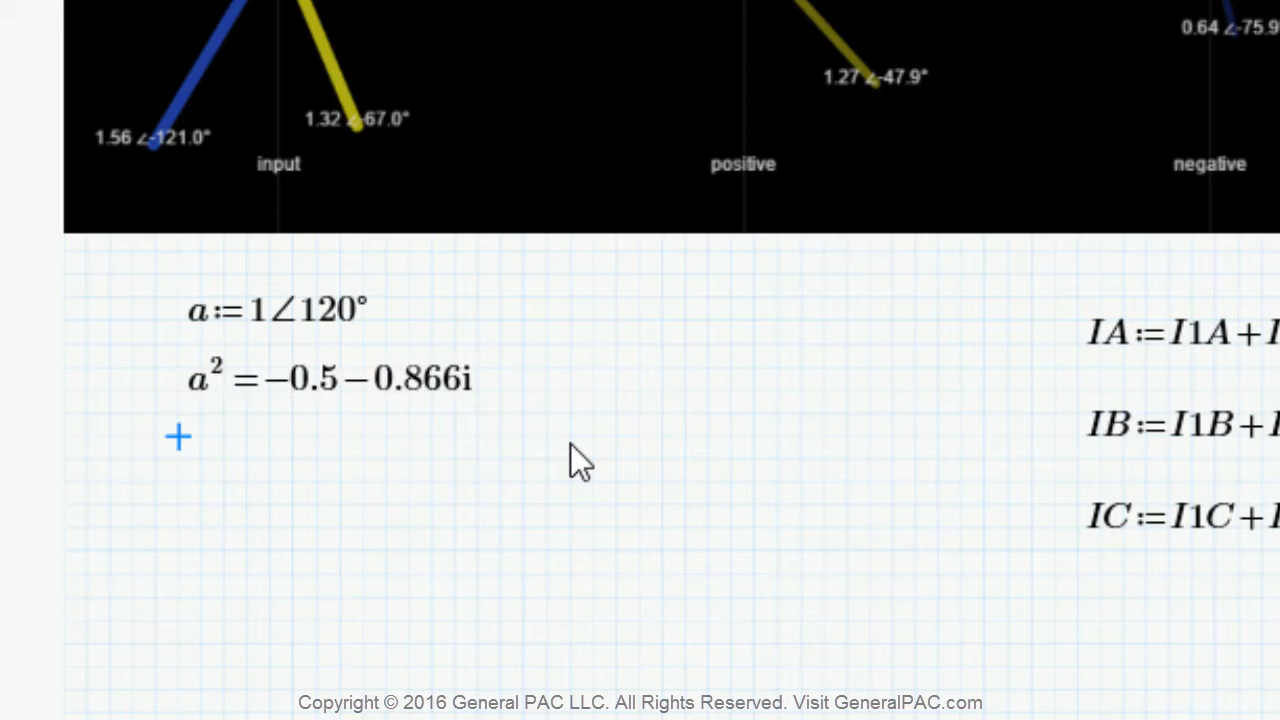 0.64 ∠-75.9
1.27 ∠-47.9°
1.32 ∠-67.0°
1.56 ∠-121.0°
input
positive
negative
a:=1∠120°
a²=−0.5−0.866i
IA:=I1A+I
IB:=I1B+I
IC:=I1C+I
Copyright © 2016 General PAC LLC. All Rights Reserved. Visit GeneralPAC.com